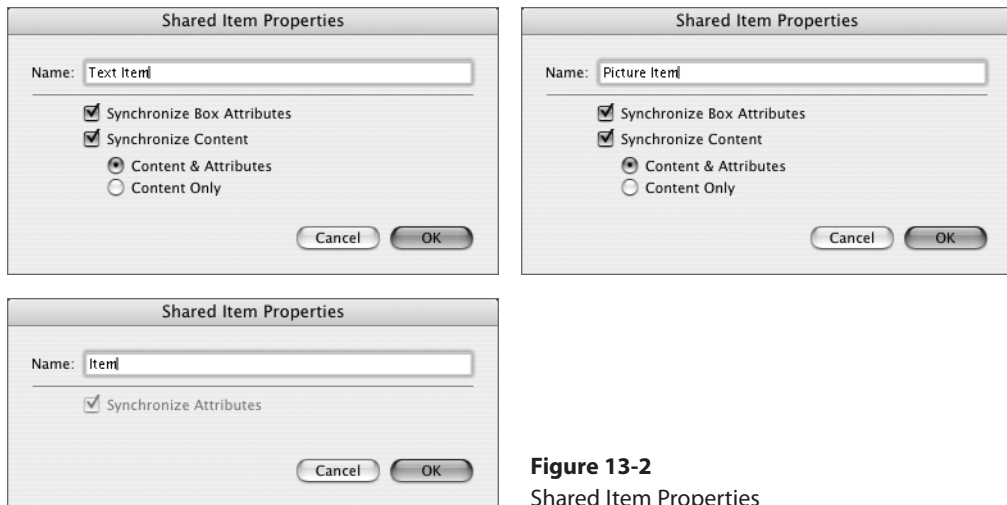 Shared Item Properties
Name: Text Item
Synchronize Box Attributes
Synchronize Content
Content & Attributes
Content Only
Cancel OK
Shared Item Properties
Name: Picture Item
Synchronize Box Attributes
Synchronize Content
Content & Attributes
Content Only
Cancel OK
Shared Item Properties
Name: Item
Synchronize Attributes
Cancel OK
Figure 13-2
Shared Item Properties